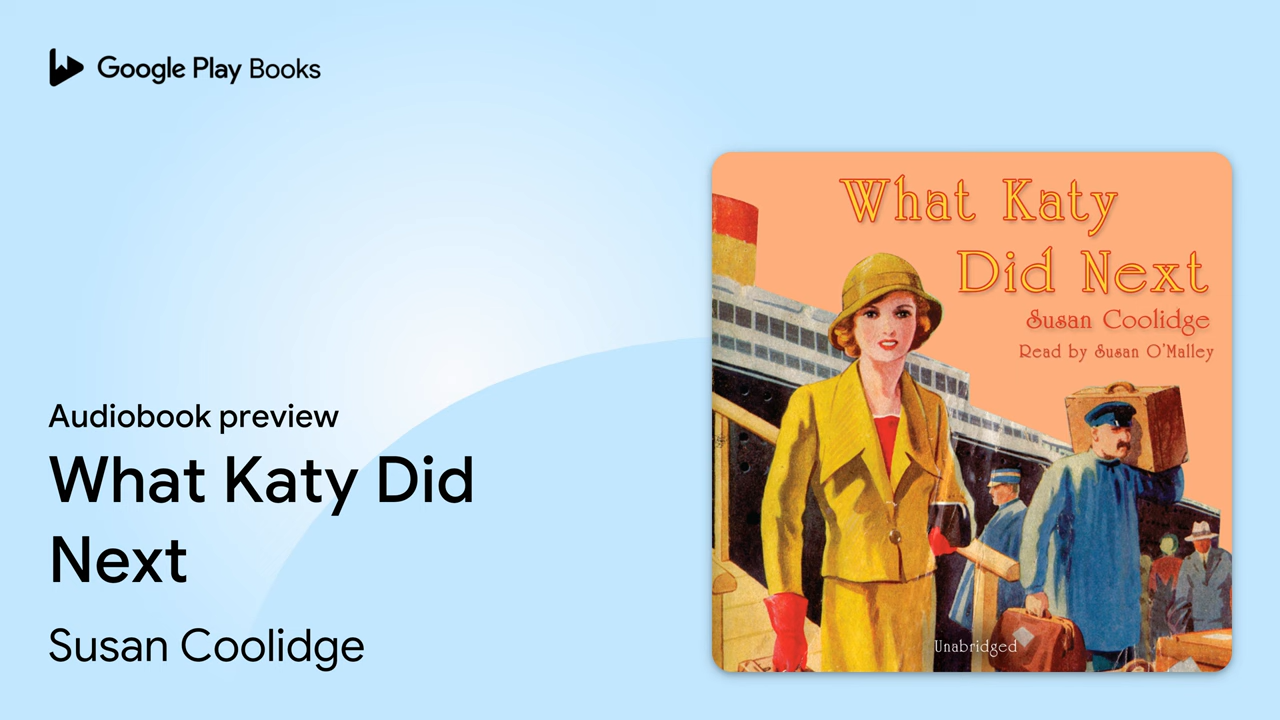 Google Play Books
Audiobook preview
What Katy Did
Next
Susan Coolidge
What Katy
Did Next
Susan Coolidge
Read by Susan O'Malley
Unabridged